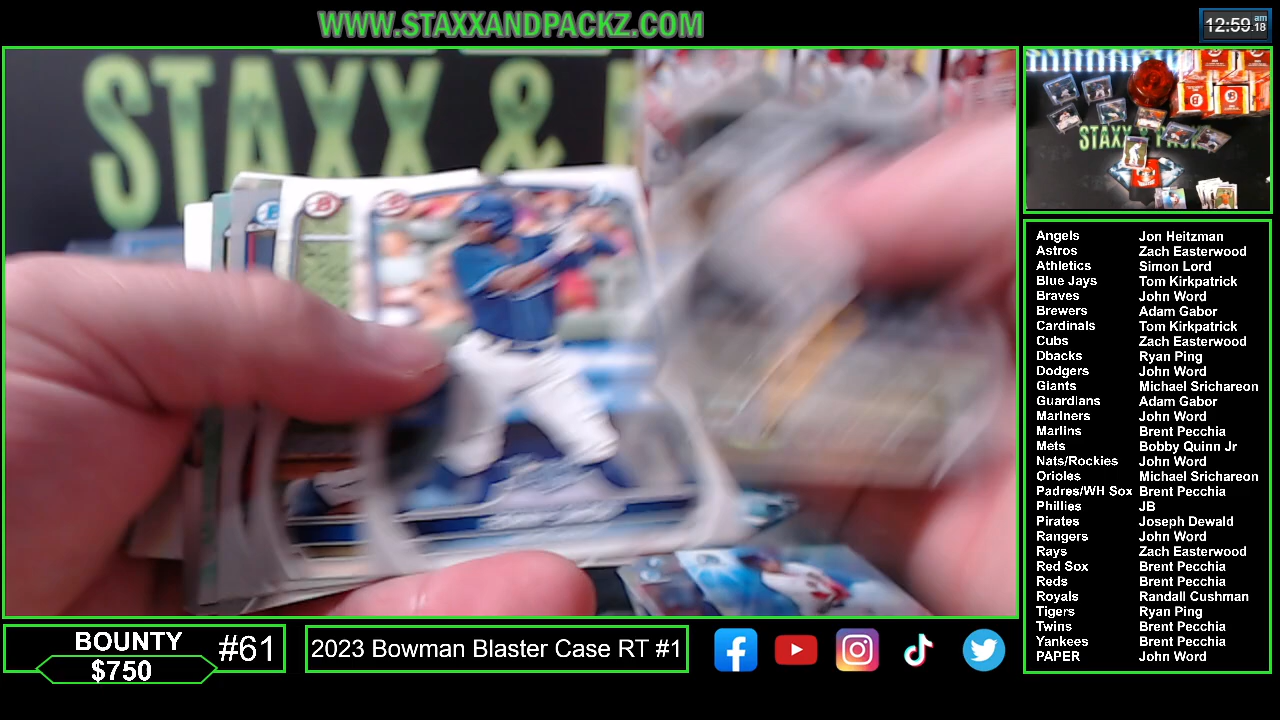 WWW.STAXXANDPACKZ.COM
12:59 am
18
STAXX &
STAXX & P
Angels Jon Heitzman
Astros Zach Easterwood
Athletics Simon Lord
Blue Jays Tom Kirkpatrick
Braves John Word
Brewers Adam Gabor
Cardinals Tom Kirkpatrick
Cubs Zach Easterwood
Dbacks Ryan Ping
Dodgers John Word
Giants Michael Srichareon
Guardians Adam Gabor
Mariners John Word
Marlins Brent Pecchia
Mets Bobby Quinn Jr
Nats/Rockies John Word
Orioles Michael Srichareon
Padres/WH Sox Brent Pecchia
Phillies JB
Pirates Joseph Dewald
Rangers John Word
Rays Zach Easterwood
Red Sox Brent Pecchia
Reds Brent Pecchia
Royals Randall Cushman
Tigers Ryan Ping
Twins Brent Pecchia
Yankees Brent Pecchia
PAPER John Word
BOUNTY #61
$750
2023 Bowman Blaster Case RT #1